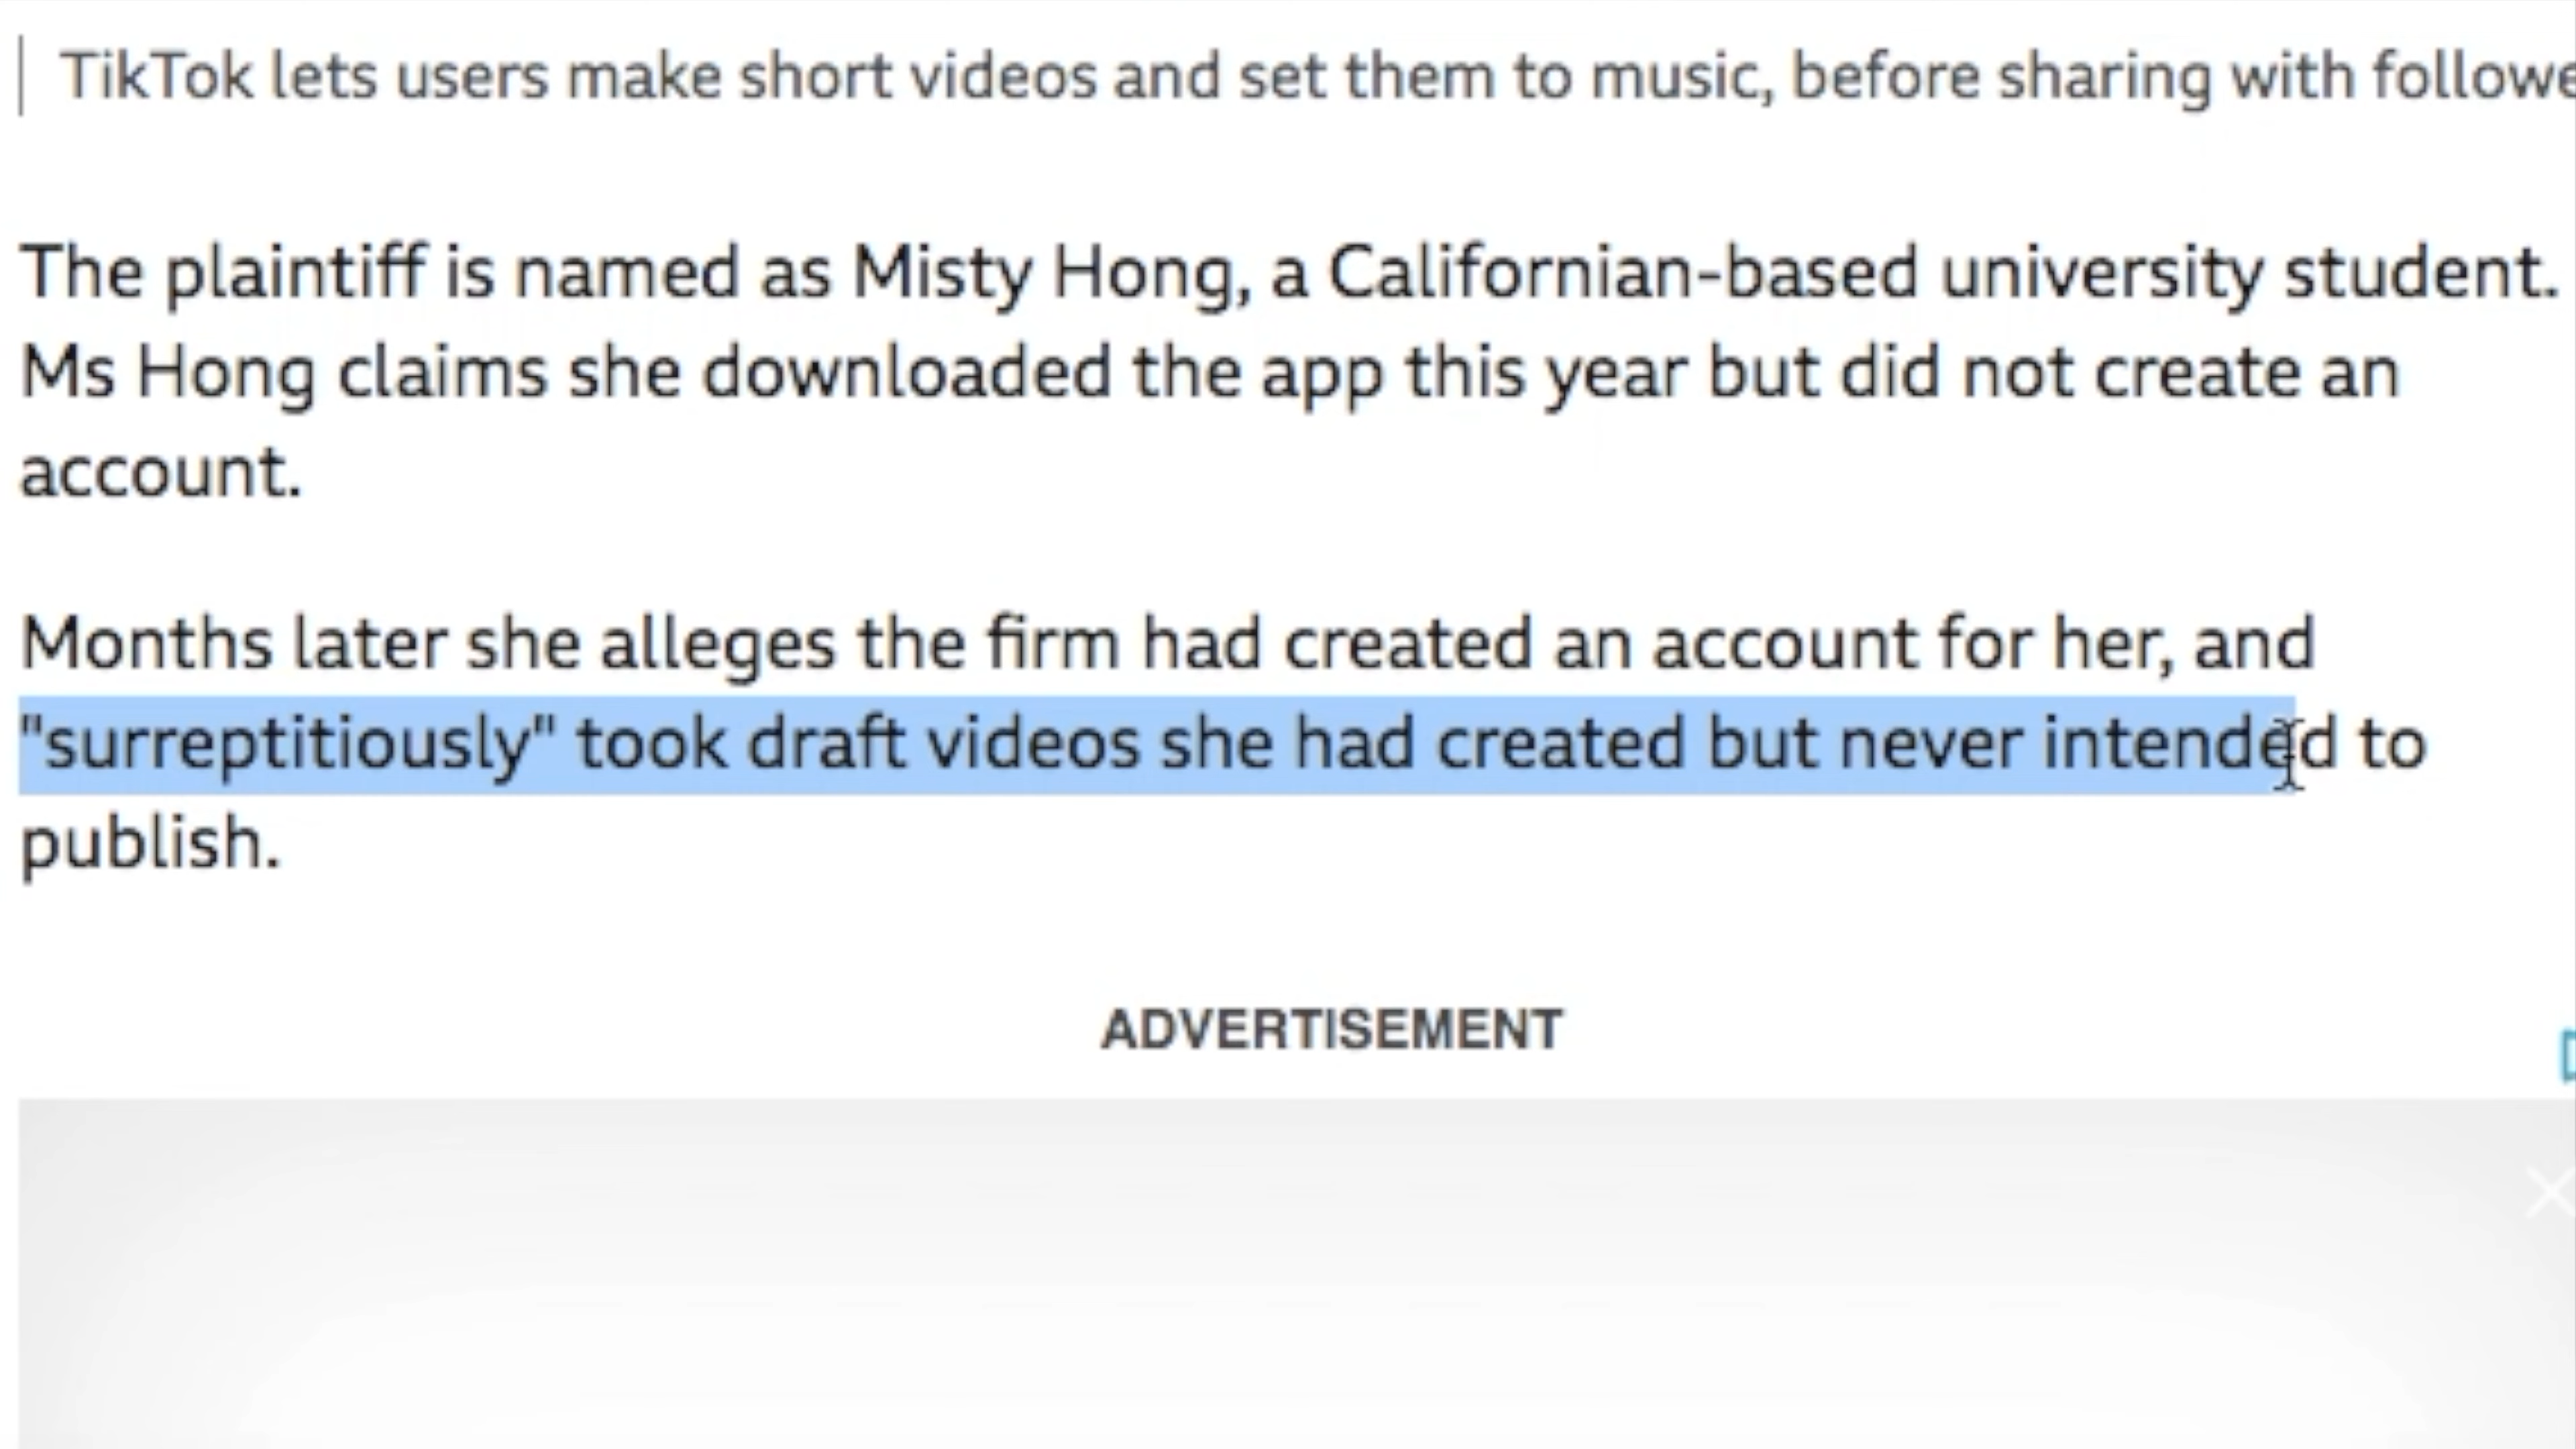 TikTok lets users make short videos and set them to music, before sharing with followe
The plaintiff is named as Misty Hong, a Californian-based university student.
Ms Hong claims she downloaded the app this year but did not create an
account.
Months later she alleges the firm had created an account for her, and
"surreptitiously" took draft videos she had created but never intended to
publish.
ADVERTISEMENT